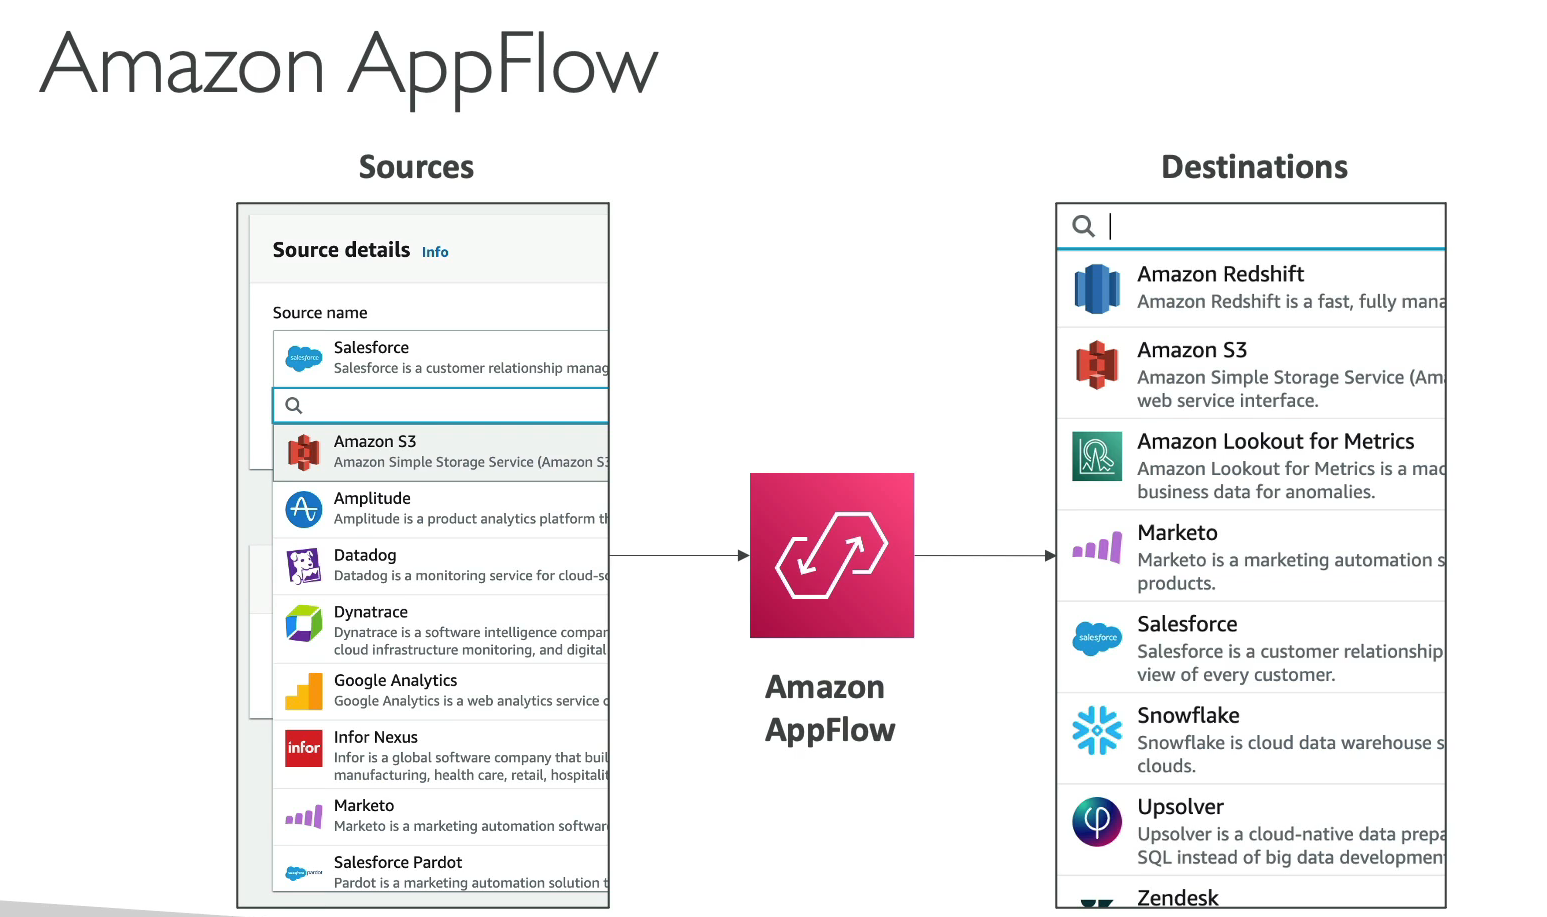 Amazon AppFlow
Sources
Source details Info
Source name
salesforce
Salesforce
Salesforce is a customer relationship manag
Amazon S3
Amazon Simple Storage Service (Amazon S3
Amplitude
Amplitude is a product analytics platform th
Datadog
Datadog is a monitoring service for cloud-sc
Dynatrace
Dynatrace is a software intelligence compar
cloud infrastructure monitoring, and digital
Google Analytics
Google Analytics is a web analytics service o
infor
Infor Nexus
Infor is a global software company that buil
manufacturing, health care, retail, hospitalit
Marketo
Marketo is a marketing automation softwar
Salesforce Pardot
Pardot is a marketing automation solution t
Amazon
AppFlow
Destinations
Amazon Redshift
Amazon Redshift is a fast, fully mana
Amazon S3
Amazon Simple Storage Service (Ama
web service interface.
Amazon Lookout for Metrics
Amazon Lookout for Metrics is a mac
business data for anomalies.
Marketo
Marketo is a marketing automation s
products.
salesforce
Salesforce
Salesforce is a customer relationship
view of every customer.
Snowflake
Snowflake is cloud data warehouse s
clouds.
Upsolver
Upsolver is a cloud-native data prepa
SQL instead of big data development
Zendesk